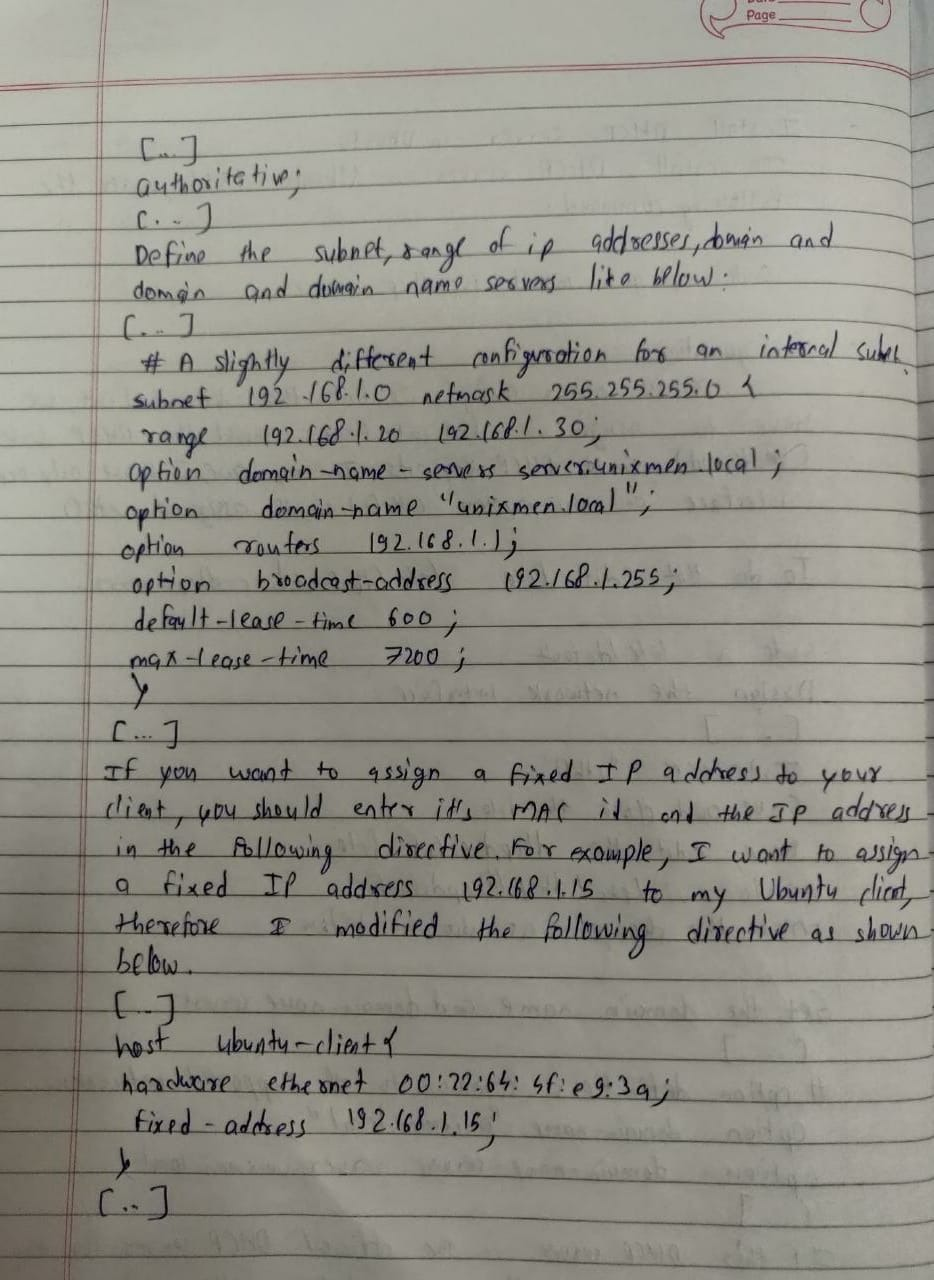 Page
[...]
authoritative;
[...]
Define the subnet, range of ip addresses, domain and
domain and domain name servers like below:
[...]
# A slightly different configuration for an internal subnet.
subnet 192.168.1.0 netmask 255.255.255.0 {
range 192.168.1.20 192.168.1.30;
option domain-name-servers server.unixmen.local;
option domain-name "unixmen.local";
option routers 192.168.1.1;
option broadcast-address 192.168.1.255;
default-lease-time 600;
max-lease-time 7200;
}
[...]
If you want to assign a fixed IP address to your
client, you should enter it's MAC id and the IP address
in the following directive. For example, I want to assign
a fixed IP address 192.168.1.15 to my Ubuntu client,
therefore I modified the following directive as shown
below.
[...]
host ubuntu-client {
hardware ethernet 00:22:64:4f:e9:3a;
fixed-address 192.168.1.15;
}
[...]